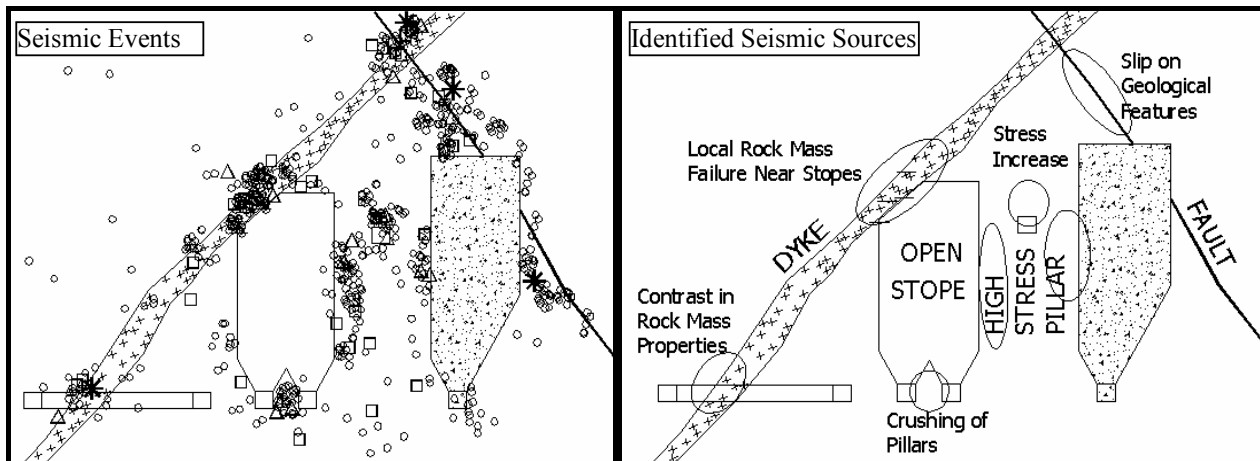 Seismic Events
Identified Seismic Sources
Slip on
Geological
Features
Stress
Increase
Local Rock Mass
Failure Near Stopes
DYKE
FAULT
OPEN
STOPE
HIGH
STRESS
PILLAR
Contrast in
Rock Mass
Properties
Crushing of
Pillars